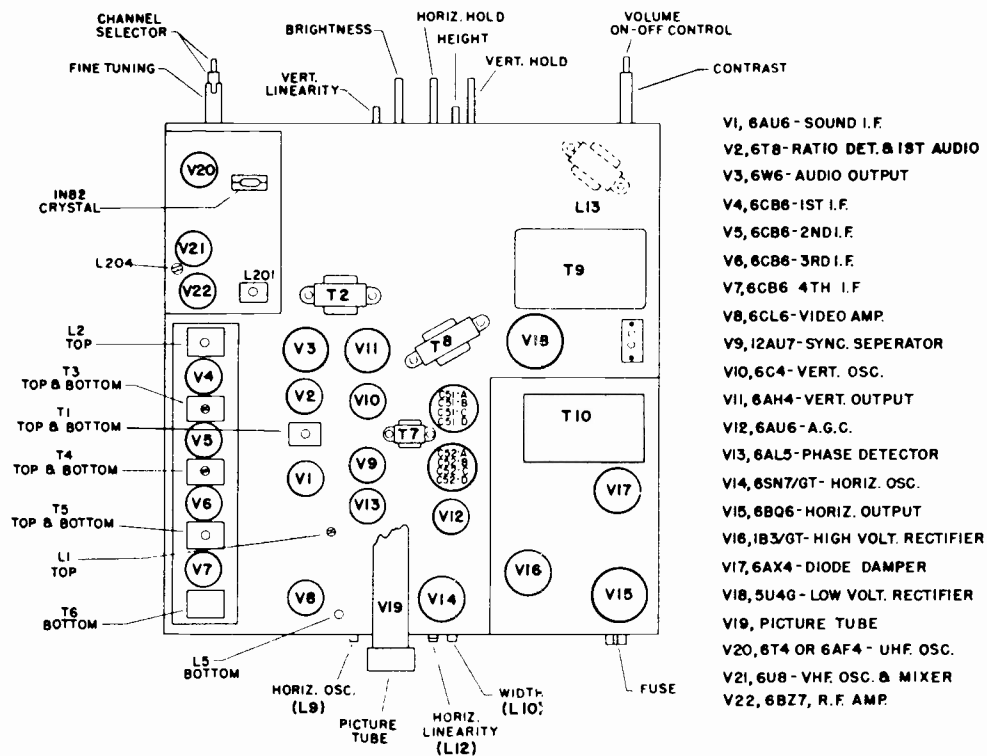 CHANNEL
SELECTOR
FINE TUNING
VERT.
LINEARITY
BRIGHTNESS
HORIZ. HOLD
HEIGHT
VERT. HOLD
VOLUME
ON-OFF CONTROL
CONTRAST
V20
IN82
CRYSTAL
V21
L204
V22
L201
L13
T9
T2
T8
V18
L2
TOP
V4
T3
TOP & BOTTOM
V3
V11
V2
V10
C51-A
C51-B
C51-C
C51-D
T1
TOP & BOTTOM
V5
T7
T10
T4
TOP & BOTTOM
V1
V9
C52-A
C52-B
C52-C
C52-D
V6
V13
V12
V17
T5
TOP & BOTTOM
L1
TOP
V7
V16
T6
BOTTOM
V8
V19
V14
V15
L5
BOTTOM
HORIZ. OSC.
(L9)
PICTURE
TUBE
HORIZ.
LINEARITY
(L12)
WIDTH
(L10)
FUSE
V1, 6AU6 - SOUND I.F.
V2, 6T8 - RATIO DET. & 1ST AUDIO
V3, 6W6 - AUDIO OUTPUT
V4, 6CB6 - 1ST I.F.
V5, 6CB6 - 2ND I.F.
V6, 6CB6 - 3RD I.F.
V7, 6CB6 4TH I.F
V8, 6CL6 - VIDEO AMP.
V9, 12AU7 - SYNC. SEPERATOR
V10, 6C4 - VERT. OSC.
V11, 6AH4 - VERT. OUTPUT
V12, 6AU6 - A.G.C.
V13, 6AL5 - PHASE DETECTOR
V14, 6SN7/GT - HORIZ. OSC.
V15, 6BQ6 - HORIZ. OUTPUT
V16, 1B3/GT - HIGH VOLT. RECTIFIER
V17, 6AX4 - DIODE DAMPER
V18, 5U4G - LOW VOLT. RECTIFIER
V19, PICTURE TUBE
V20, 6T4 OR 6AF4 - UHF. OSC.
V21, 6U8 - VHF. OSC. & MIXER
V22, 6BZ7, R.F. AMP.